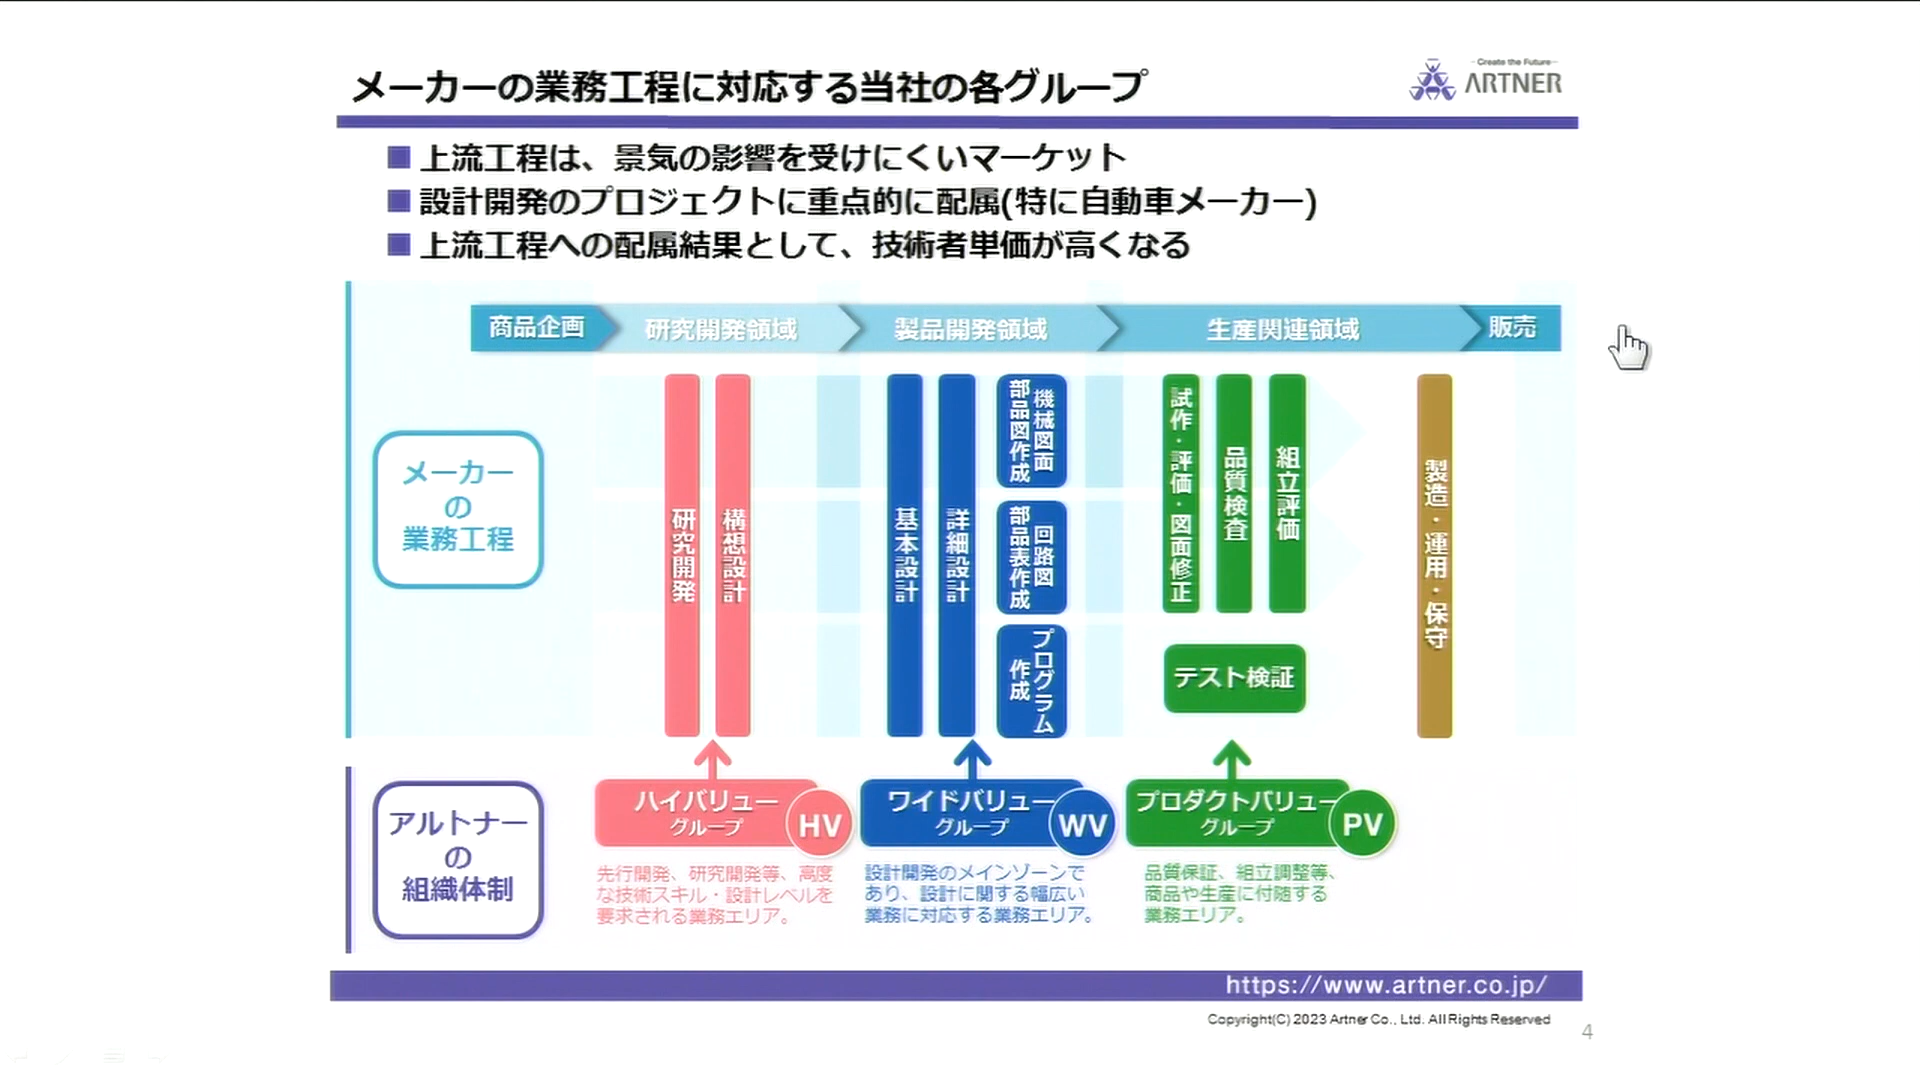 メーカーの業務工程に対応する当社の各グループ
- Create the Future -
ARTNER
上流工程は、景気の影響を受けにくいマーケット
設計開発のプロジェクトに重点的に配属(特に自動車メーカー)
上流工程への配属結果として、技術者単価が高くなる
商品企画
研究開発領域
製品開発領域
生産関連領域
販売
メーカー
の
業務工程
研究開発
構想設計
基本設計
詳細設計
機械図面
部品図作成
回路図
部品表作成
プログラム
作成
試作・評価・図面修正
品質検査
組立評価
テスト検証
製造・運用・保守
アルトナー
の
組織体制
ハイバリュー
グループ
HV
先行開発、研究開発等、高度
な技術スキル・設計レベルを
要求される業務エリア。
ワイドバリュー
グループ
WV
設計開発のメインゾーンで
あり、設計に関する幅広い
業務に対応する業務エリア。
プロダクトバリュー
グループ
PV
品質保証、組立調整等、
商品や生産に付随する
業務エリア。
https://www.artner.co.jp/
Copyright(C) 2023 Artner Co., Ltd. All Rights Reserved
4